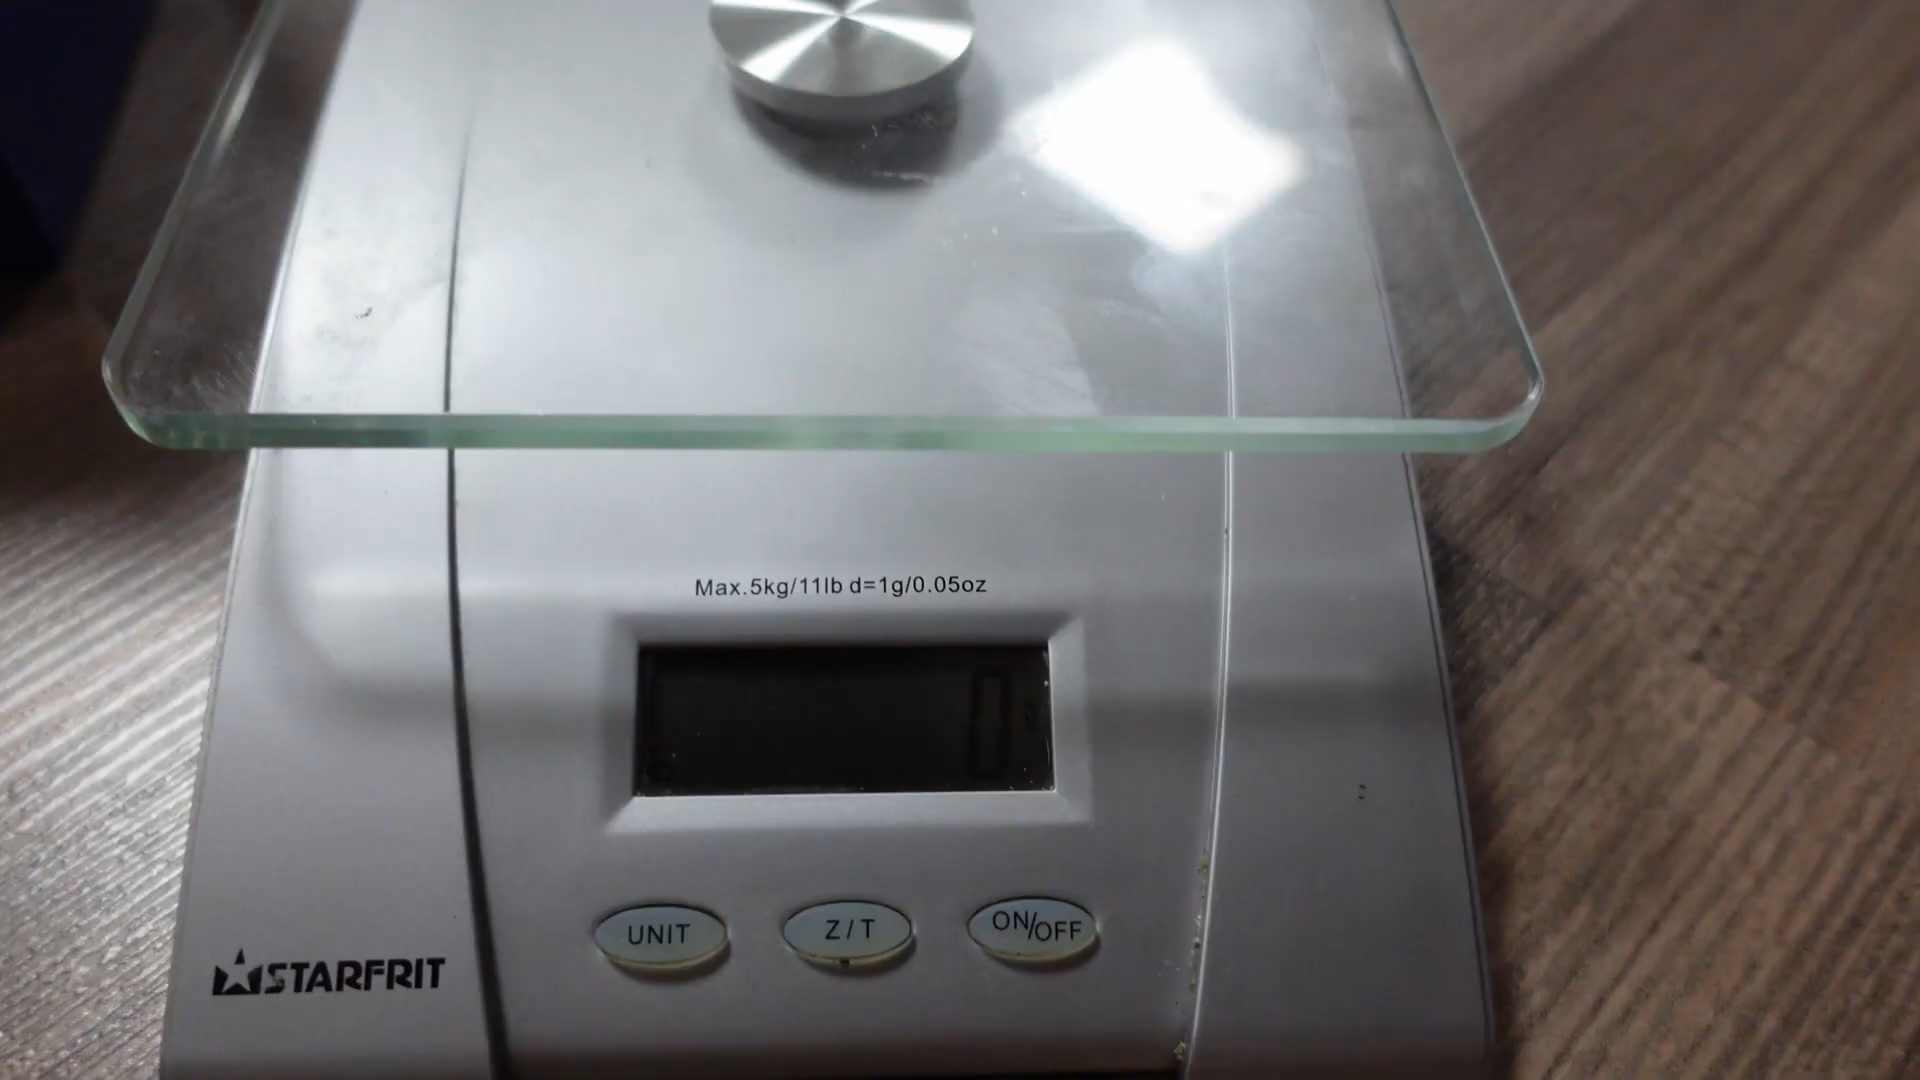 Max.5kg/11lb d=1g/0.05oz
0
UNIT
Z/T
ON/OFF
STARFRIT